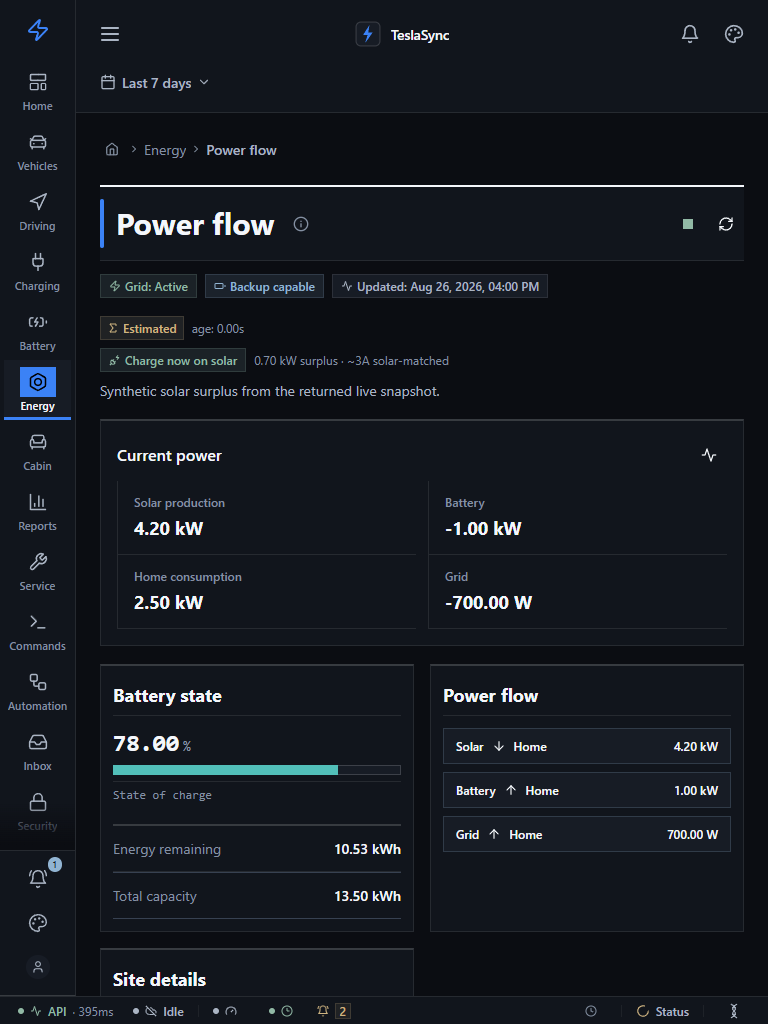 TeslaSync
Last 7 days
Home
Vehicles
Driving
Charging
Battery
Energy
Cabin
Reports
Service
Commands
Automation
Inbox
Security
1
Energy
Power flow
Power flow
Grid: Active
Backup capable
Updated: Aug 26, 2026, 04:00 PM
Estimated
age: 0.00s
Charge now on solar
0.70 kW surplus · ~3A solar-matched
Synthetic solar surplus from the returned live snapshot.
Current power
Solar production
4.20 kW
Battery
-1.00 kW
Home consumption
2.50 kW
Grid
-700.00 W
Battery state
78.00 %
State of charge
Energy remaining 10.53 kWh
Total capacity 13.50 kWh
Power flow
Solar ↓ Home 4.20 kW
Battery ↑ Home 1.00 kW
Grid ↑ Home 700.00 W
Site details
API · 395ms
Idle
2
Status